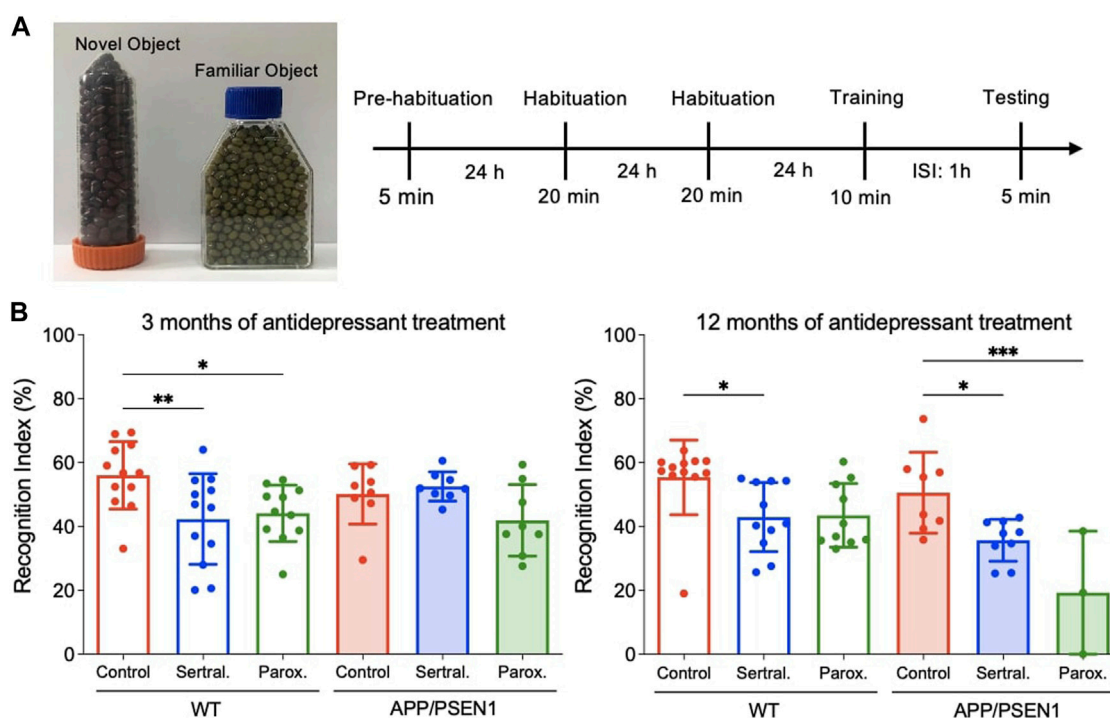 A
Novel Object
Familiar Object
Pre-habituation Habituation Habituation Training Testing
24 h 24 h 24 h ISI: 1h
5 min 20 min 20 min 10 min 5 min
B
3 months of antidepressant treatment
Recognition Index (%)
100
80
60
40
20
0
*
**
Control Sertral. Parox. Control Sertral. Parox.
WT APP/PSEN1
12 months of antidepressant treatment
Recognition Index (%)
100
80
60
40
20
0
***
* *
Control Sertral. Parox. Control Sertral. Parox.
WT APP/PSEN1